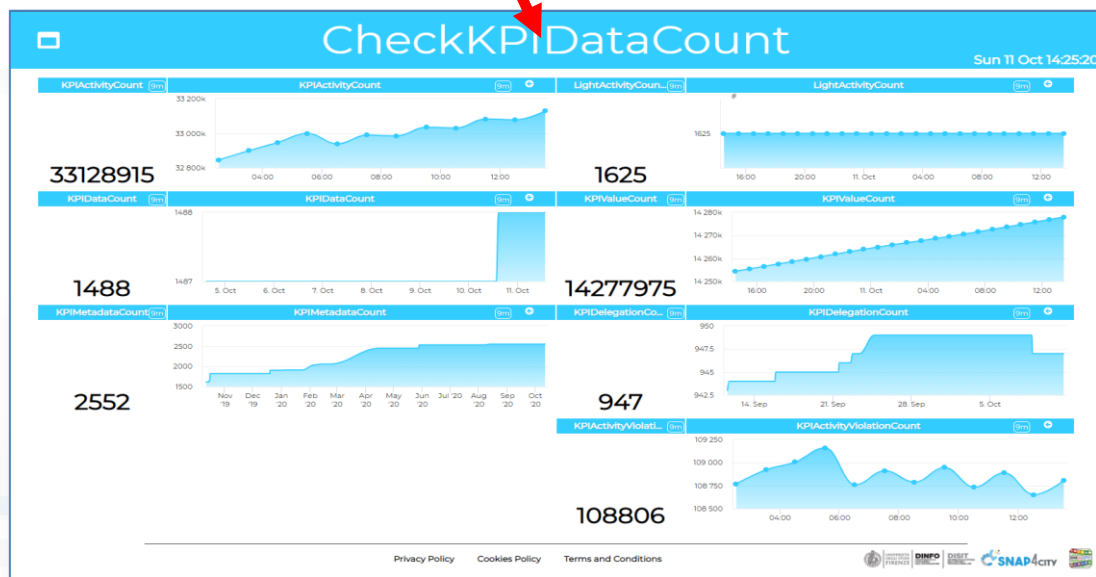 CheckKPIDataCount
Sun 11 Oct 14:25:20
KPIActivityCount 9m
KPIActivityCount 9m
LightActivityCoun... 9m
LightActivityCount 9m
33128915
33 200k
33 000k
32 800k
04:00 06:00 08:00 10:00 12:00
1625
1625
16:00 20:00 11. Oct 04:00 08:00 12:00
KPIDataCount 9m
KPIDataCount 9m
KPIValueCount 9m
KPIValueCount 9m
1488
1488
1487
5. Oct 6. Oct 7. Oct 8. Oct 9. Oct 10. Oct 11. Oct
14277975
14 280k
14 270k
14 260k
14 250k
16:00 20:00 11. Oct 04:00 08:00 12:00
KPIMetadataCount 9m
KPIMetadataCount 9m
KPIDelegationCo... 9m
KPIDelegationCount 9m
2552
3000
2500
2000
1500
Nov '19 Dec '19 Jan '20 Feb '20 Mar '20 Apr '20 May '20 Jun '20 Jul '20 Aug '20 Sep '20 Oct '20
947
950
947.5
945
942.5
14. Sep 21. Sep 28. Sep 5. Oct
KPIActivityViolati... 9m
KPIActivityViolationCount 9m
108806
109 250
109 000
108 750
108 500
04:00 06:00 08:00 10:00 12:00
Privacy Policy Cookies Policy Terms and Conditions
UNIVERSITÀ DEGLI STUDI FIRENZE DINFO DISIT SNAP4CITY